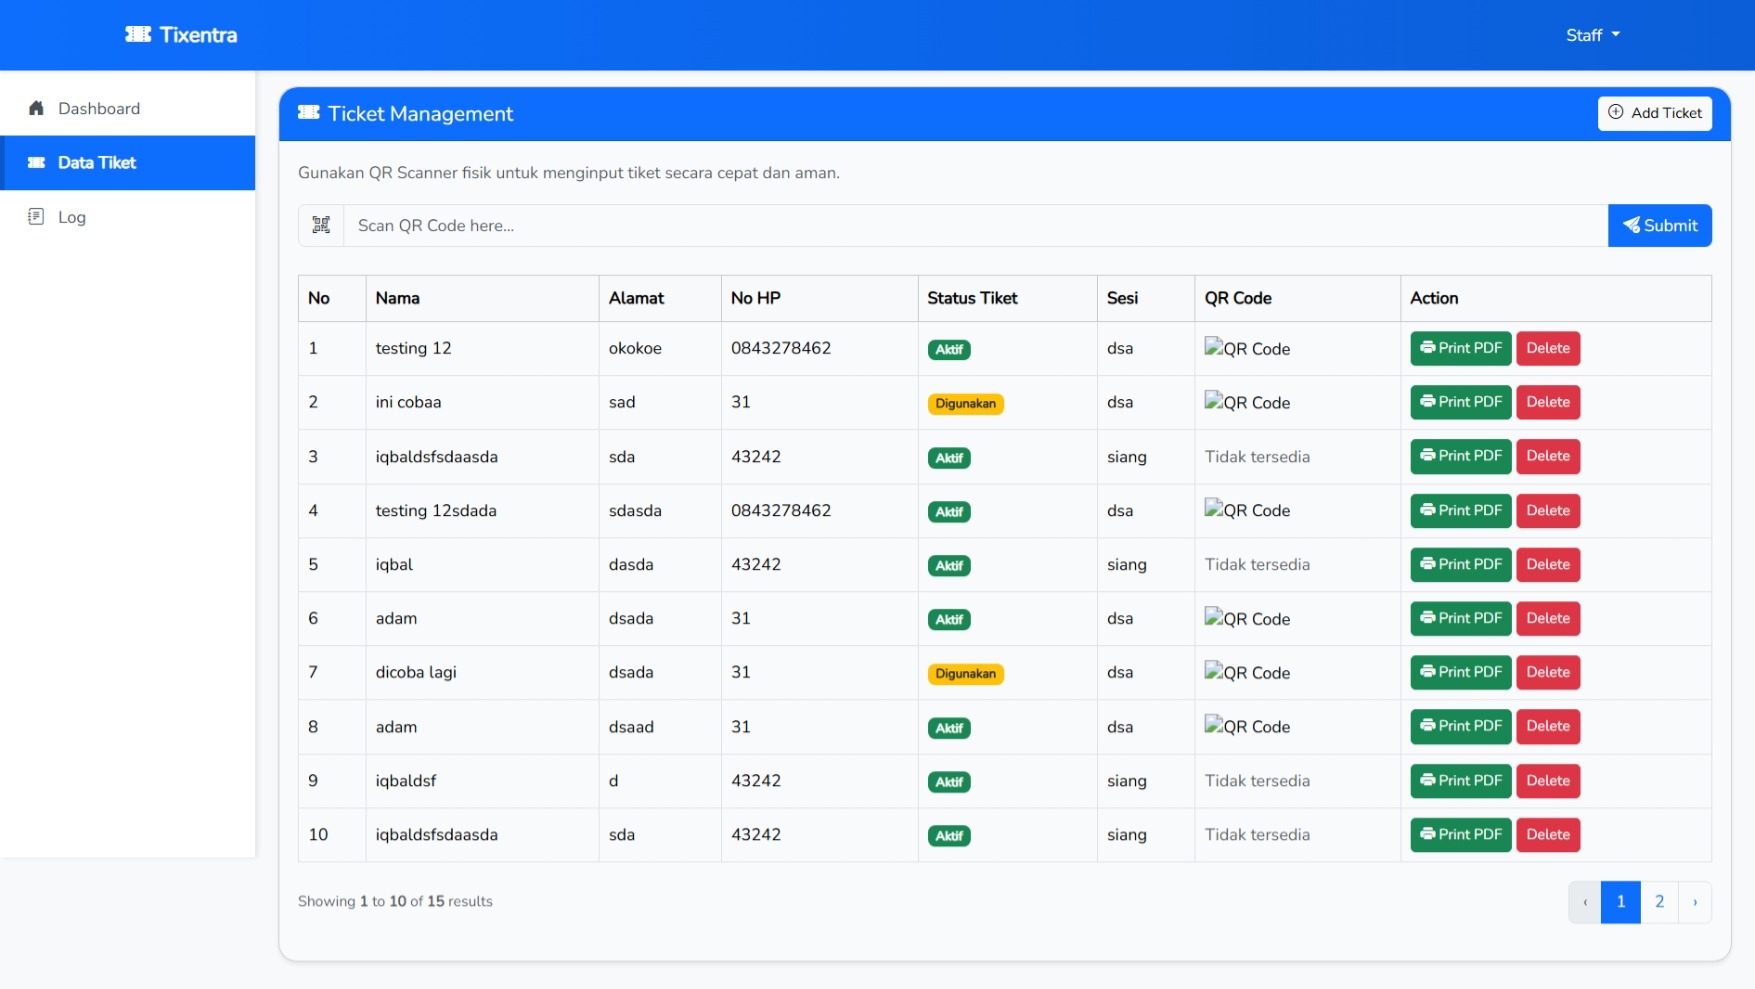 Tixentra
Staff
Dashboard
Data Tiket
Log
Ticket Management
Add Ticket
Gunakan QR Scanner fisik untuk menginput tiket secara cepat dan aman.
Scan QR Code here...
Submit
No Nama Alamat No HP Status Tiket Sesi QR Code Action
1 testing 12 okokoe 0843278462 Aktif dsa QR Code Print PDF Delete
2 ini cobaa sad 31 Digunakan dsa QR Code Print PDF Delete
3 iqbaldsfsdaasda sda 43242 Aktif siang Tidak tersedia Print PDF Delete
4 testing 12sdada sdasda 0843278462 Aktif dsa QR Code Print PDF Delete
5 iqbal dasda 43242 Aktif siang Tidak tersedia Print PDF Delete
6 adam dsada 31 Aktif dsa QR Code Print PDF Delete
7 dicoba lagi dsada 31 Digunakan dsa QR Code Print PDF Delete
8 adam dsaad 31 Aktif dsa QR Code Print PDF Delete
9 iqbaldsf d 43242 Aktif siang Tidak tersedia Print PDF Delete
10 iqbaldsfsdaasda sda 43242 Aktif siang Tidak tersedia Print PDF Delete
Showing 1 to 10 of 15 results
‹ 1 2 ›